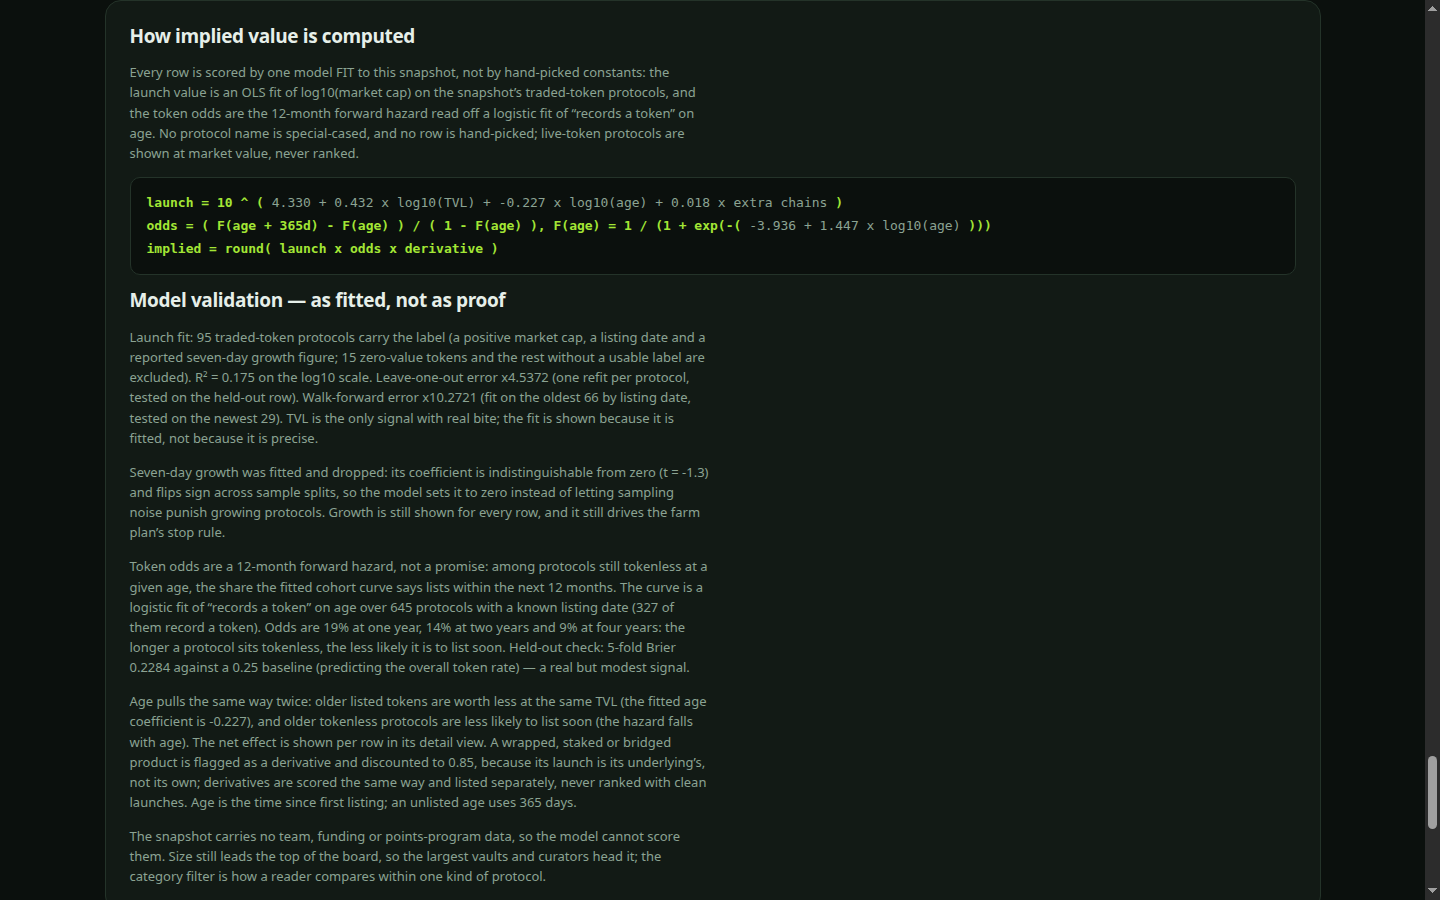 How implied value is computed
Every row is scored by one model FIT to this snapshot, not by hand-picked constants: the
launch value is an OLS fit of log10(market cap) on the snapshot’s traded-token protocols, and
the token odds are the 12-month forward hazard read off a logistic fit of “records a token” on
age. No protocol name is special-cased, and no row is hand-picked; live-token protocols are
shown at market value, never ranked.
launch = 10 ^ ( 4.330 + 0.432 x log10(TVL) + -0.227 x log10(age) + 0.018 x extra chains )
odds = ( F(age + 365d) - F(age) ) / ( 1 - F(age) ), F(age) = 1 / (1 + exp(-( -3.936 + 1.447 x log10(age) )))
implied = round( launch x odds x derivative )
Model validation — as fitted, not as proof
Launch fit: 95 traded-token protocols carry the label (a positive market cap, a listing date and a
reported seven-day growth figure; 15 zero-value tokens and the rest without a usable label are
excluded). R² = 0.175 on the log10 scale. Leave-one-out error x4.5372 (one refit per protocol,
tested on the held-out row). Walk-forward error x10.2721 (fit on the oldest 66 by listing date,
tested on the newest 29). TVL is the only signal with real bite; the fit is shown because it is
fitted, not because it is precise.
Seven-day growth was fitted and dropped: its coefficient is indistinguishable from zero (t = -1.3)
and flips sign across sample splits, so the model sets it to zero instead of letting sampling
noise punish growing protocols. Growth is still shown for every row, and it still drives the farm
plan’s stop rule.
Token odds are a 12-month forward hazard, not a promise: among protocols still tokenless at a
given age, the share the fitted cohort curve says lists within the next 12 months. The curve is a
logistic fit of “records a token” on age over 645 protocols with a known listing date (327 of
them record a token). Odds are 19% at one year, 14% at two years and 9% at four years: the
longer a protocol sits tokenless, the less likely it is to list soon. Held-out check: 5-fold Brier
0.2284 against a 0.25 baseline (predicting the overall token rate) — a real but modest signal.
Age pulls the same way twice: older listed tokens are worth less at the same TVL (the fitted age
coefficient is -0.227), and older tokenless protocols are less likely to list soon (the hazard falls
with age). The net effect is shown per row in its detail view. A wrapped, staked or bridged
product is flagged as a derivative and discounted to 0.85, because its launch is its underlying’s,
not its own; derivatives are scored the same way and listed separately, never ranked with clean
launches. Age is the time since first listing; an unlisted age uses 365 days.
The snapshot carries no team, funding or points-program data, so the model cannot score
them. Size still leads the top of the board, so the largest vaults and curators head it; the
category filter is how a reader compares within one kind of protocol.